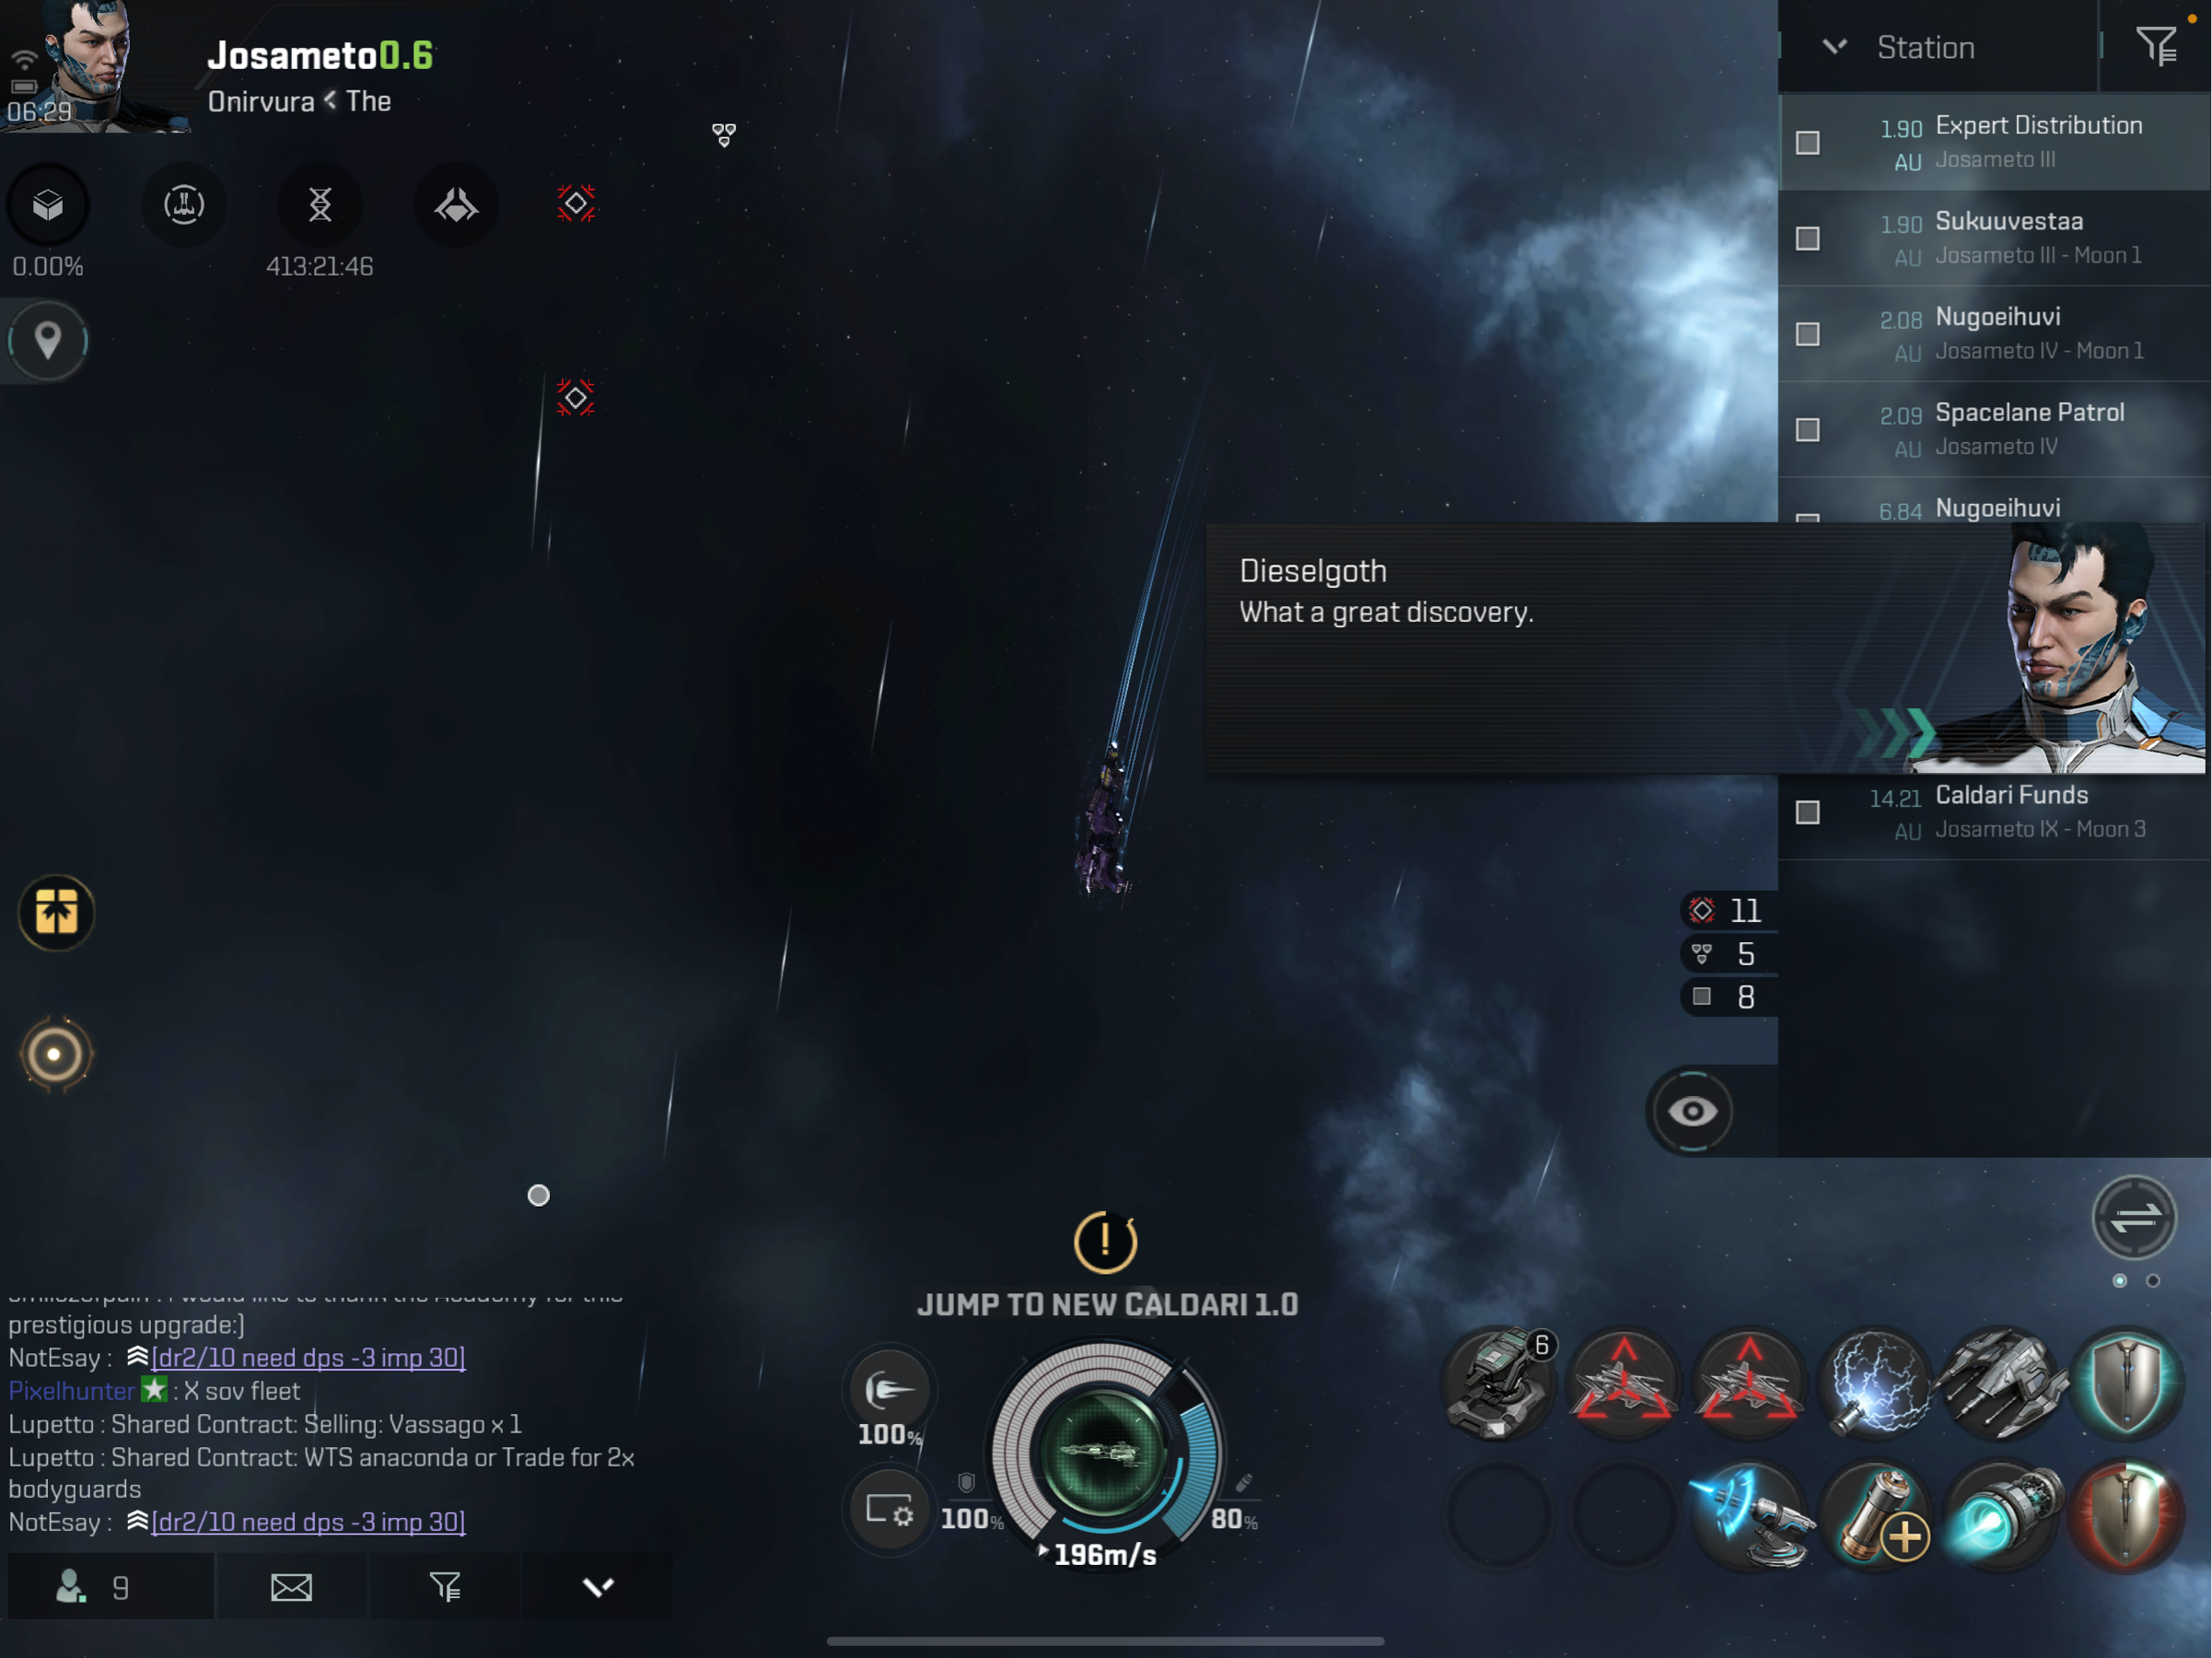 Josameto0.6
Onirvura < The
06:29
0.00%
413:21:46
Station
1.90 Expert Distribution
AU Josameto III
1.90 Sukuuvestaa
AU Josameto III - Moon 1
2.08 Nugoeihuvi
AU Josameto IV - Moon 1
2.09 Spacelane Patrol
AU Josameto IV
6.84 Nugoeihuvi
Dieselgoth
What a great discovery.
14.21 Caldari Funds
AU Josameto IX - Moon 3
11
5
8
prestigious upgrade:]
NotEsay : [dr2/10 need dps -3 imp 30]
Pixelhunter : X sov fleet
Lupetto : Shared Contract: Selling: Vassago x 1
Lupetto : Shared Contract: WTS anaconda or Trade for 2x
bodyguards
NotEsay : [dr2/10 need dps -3 imp 30]
9
!
JUMP TO NEW CALDARI 1.0
100%
100%
80%
196m/s
6